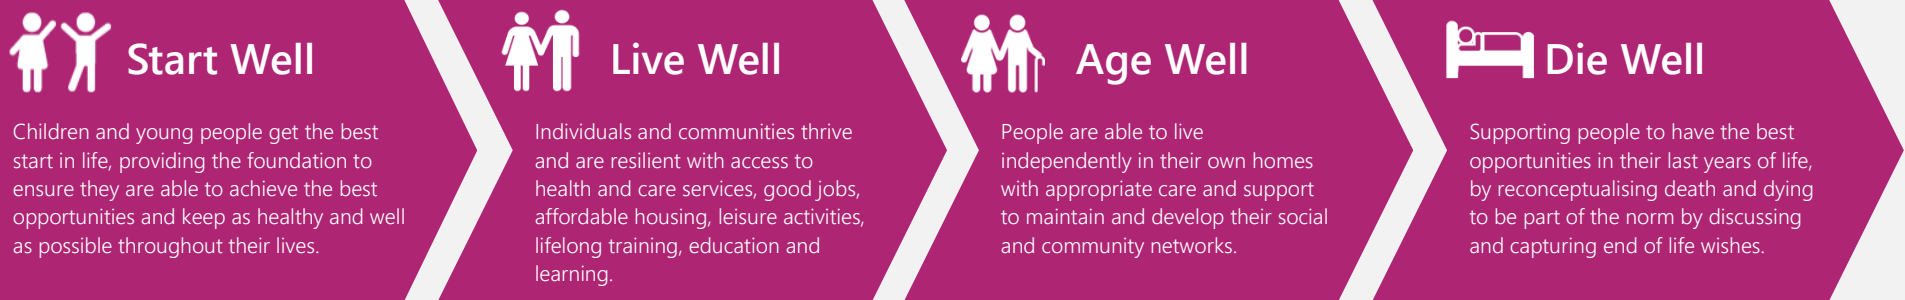 Start Well
Children and young people get the best
start in life, providing the foundation to
ensure they are able to achieve the best
opportunities and keep as healthy and well
as possible throughout their lives.
Live Well
Individuals and communities thrive
and are resilient with access to
health and care services, good jobs,
affordable housing, leisure activities,
lifelong training, education and
learning.
Age Well
People are able to live
independently in their own homes
with appropriate care and support
to maintain and develop their social
and community networks.
Die Well
Supporting people to have the best
opportunities in their last years of life,
by reconceptualising death and dying
to be part of the norm by discussing
and capturing end of life wishes.